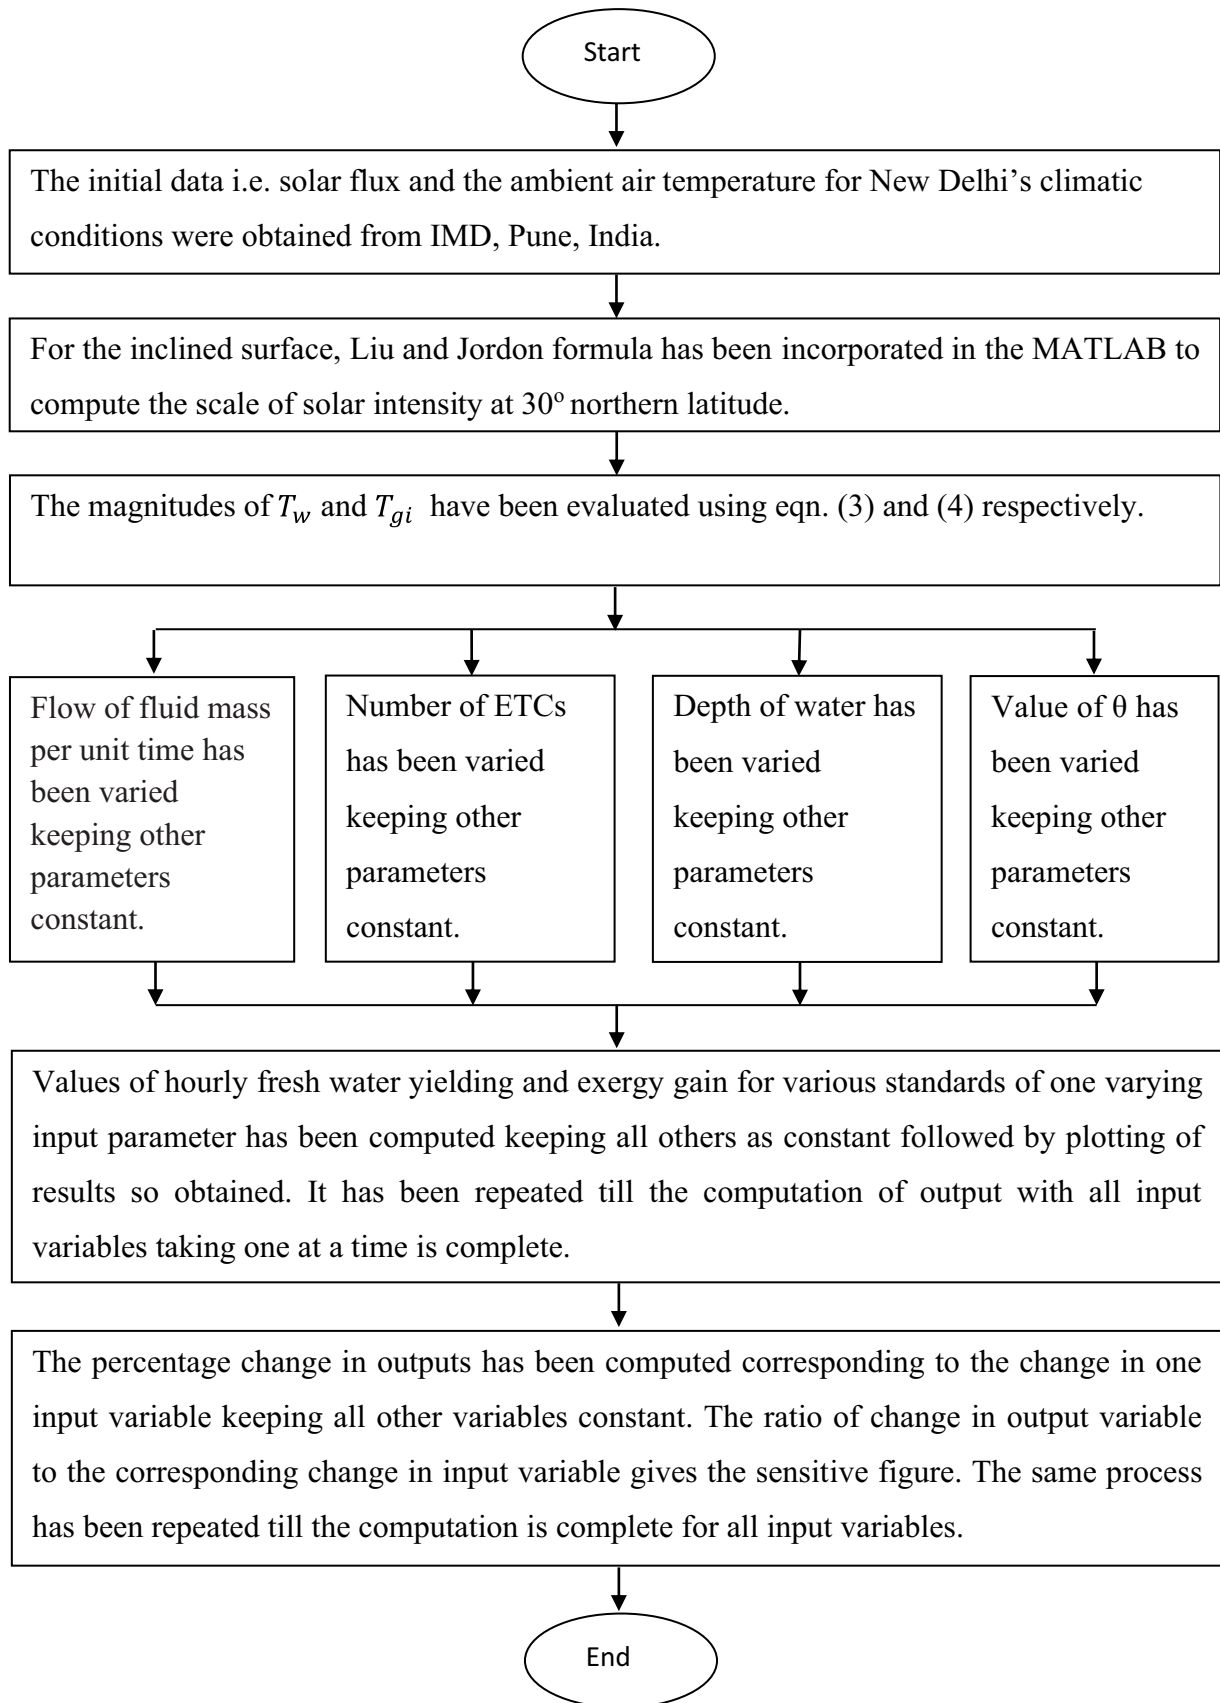 Start
The initial data i.e. solar flux and the ambient air temperature for New Delhi’s climatic
conditions were obtained from IMD, Pune, India.
For the inclined surface, Liu and Jordon formula has been incorporated in the MATLAB to
compute the scale of solar intensity at 30° northern latitude.
The magnitudes of T_w and T_gi have been evaluated using eqn. (3) and (4) respectively.
Flow of fluid mass
per unit time has
been varied
keeping other
parameters
constant.
Number of ETCs
has been varied
keeping other
parameters
constant.
Depth of water has
been varied
keeping other
parameters
constant.
Value of θ has
been varied
keeping other
parameters
constant.
Values of hourly fresh water yielding and exergy gain for various standards of one varying
input parameter has been computed keeping all others as constant followed by plotting of
results so obtained. It has been repeated till the computation of output with all input
variables taking one at a time is complete.
The percentage change in outputs has been computed corresponding to the change in one
input variable keeping all other variables constant. The ratio of change in output variable
to the corresponding change in input variable gives the sensitive figure. The same process
has been repeated till the computation is complete for all input variables.
End